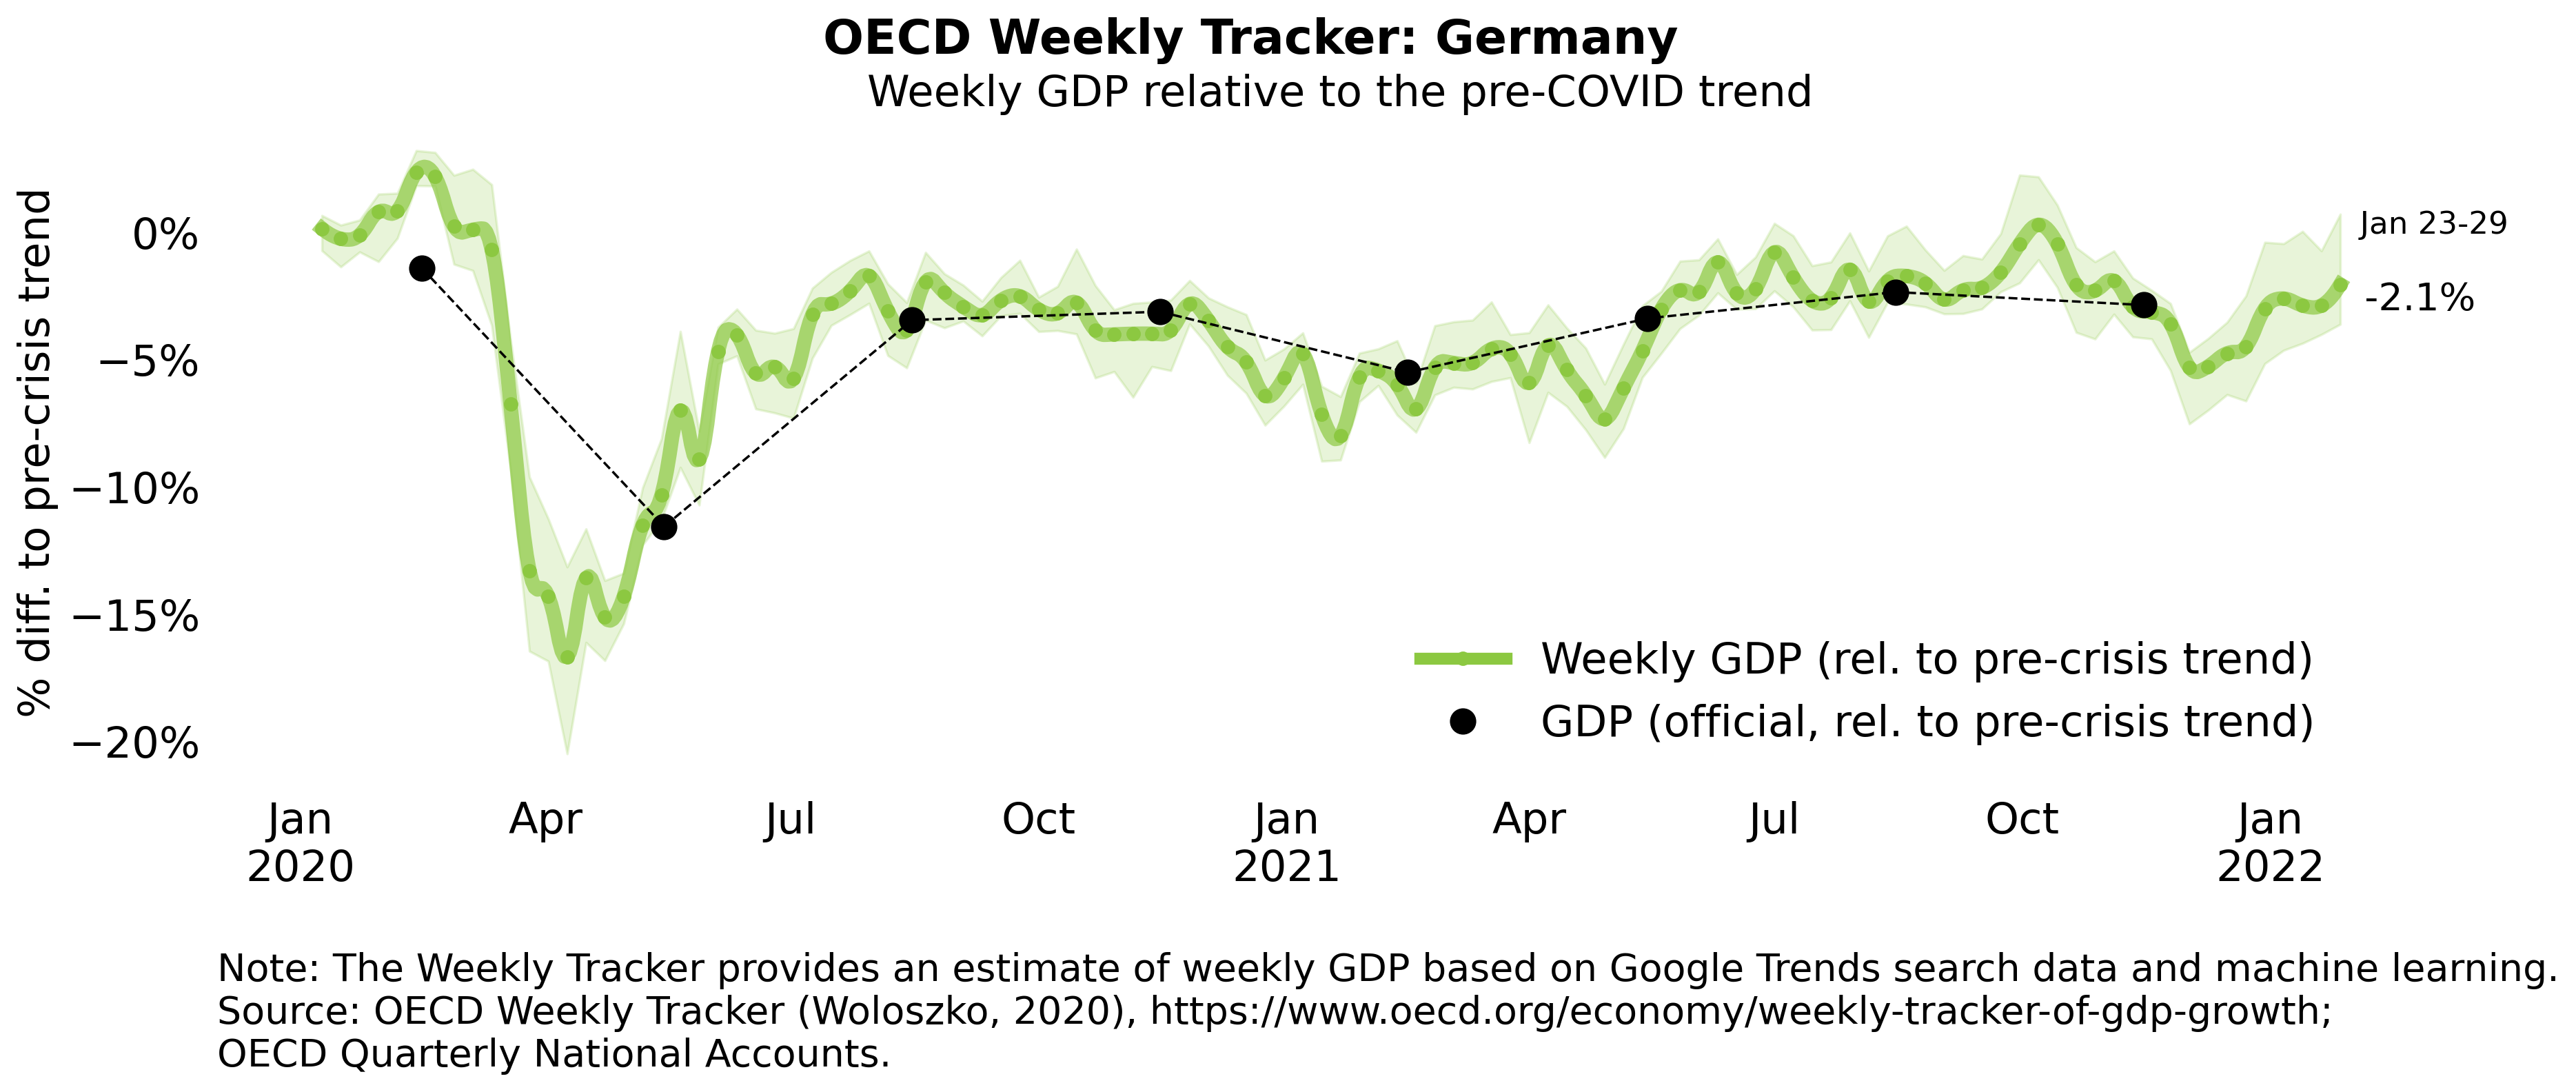 OECD Weekly Tracker: Germany
Weekly GDP relative to the pre-COVID trend
% diff. to pre-crisis trend
0%
−5%
−10%
−15%
−20%
Jan 23-29
-2.1%
Weekly GDP (rel. to pre-crisis trend)
GDP (official, rel. to pre-crisis trend)
Jan Apr Jul Oct Jan Apr Jul Oct Jan
2020 2021 2022
Note: The Weekly Tracker provides an estimate of weekly GDP based on Google Trends search data and machine learning.
Source: OECD Weekly Tracker (Woloszko, 2020), https://www.oecd.org/economy/weekly-tracker-of-gdp-growth;
OECD Quarterly National Accounts.